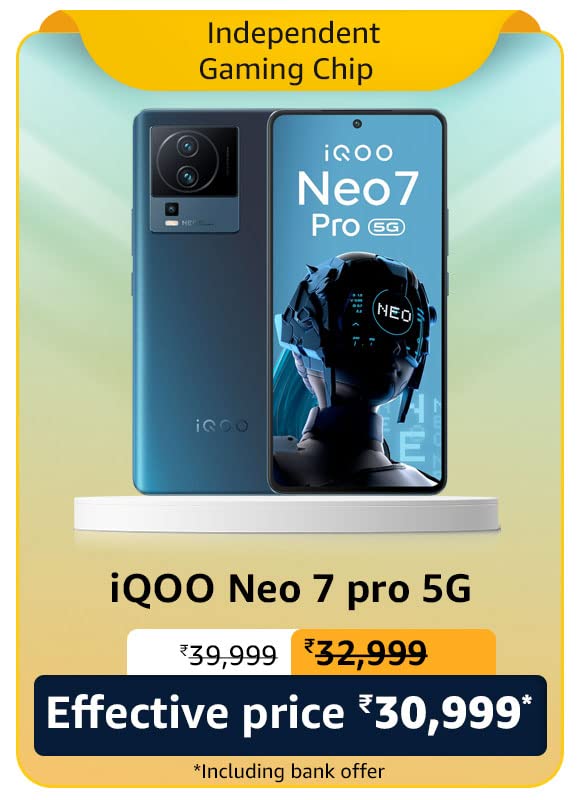 Independent
Gaming Chip
iQOO
Neo7
Pro 5G
NEO
iQOO
iQOO Neo 7 pro 5G
₹39,999 ₹32,999
Effective price ₹30,999*
*Including bank offer